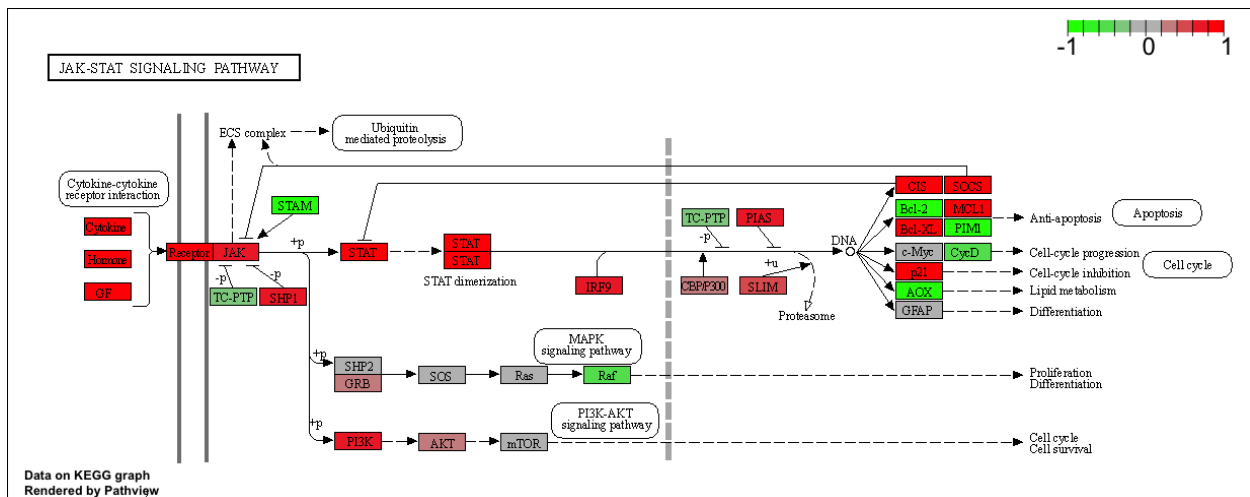 -1 0 1
JAK-STAT SIGNALING PATHWAY
ECS complex
Ubiquitin
mediated proteolysis
Cytokine-cytokine
receptor interaction
Cytokine
Hormone
GF
Receptor
JAK
STAM
+p
-p
-p
TC-PTP
SHP1
STAT
STAT
STAT
STAT dimerization
IRF9
TC-PTP
PIAS
-p
+u
CBP/P300
SLIM
Proteasome
DNA
CIS
SOCS
Bcl-2
MCL1
Bcl-XL
PIM1
c-Myc
CycD
p21
AOX
GFAP
Anti-apoptosis
Apoptosis
Cell-cycle progression
Cell-cycle inhibition
Cell cycle
Lipid metabolism
Differentiation
+p
SHP2
GRB
SOS
Ras
Raf
MAPK
signaling pathway
Proliferation
Differentiation
+p
PI3K
AKT
mTOR
PI3K-AKT
signaling pathway
Cell cycle
Cell survival
Data on KEGG graph
Rendered by Pathview